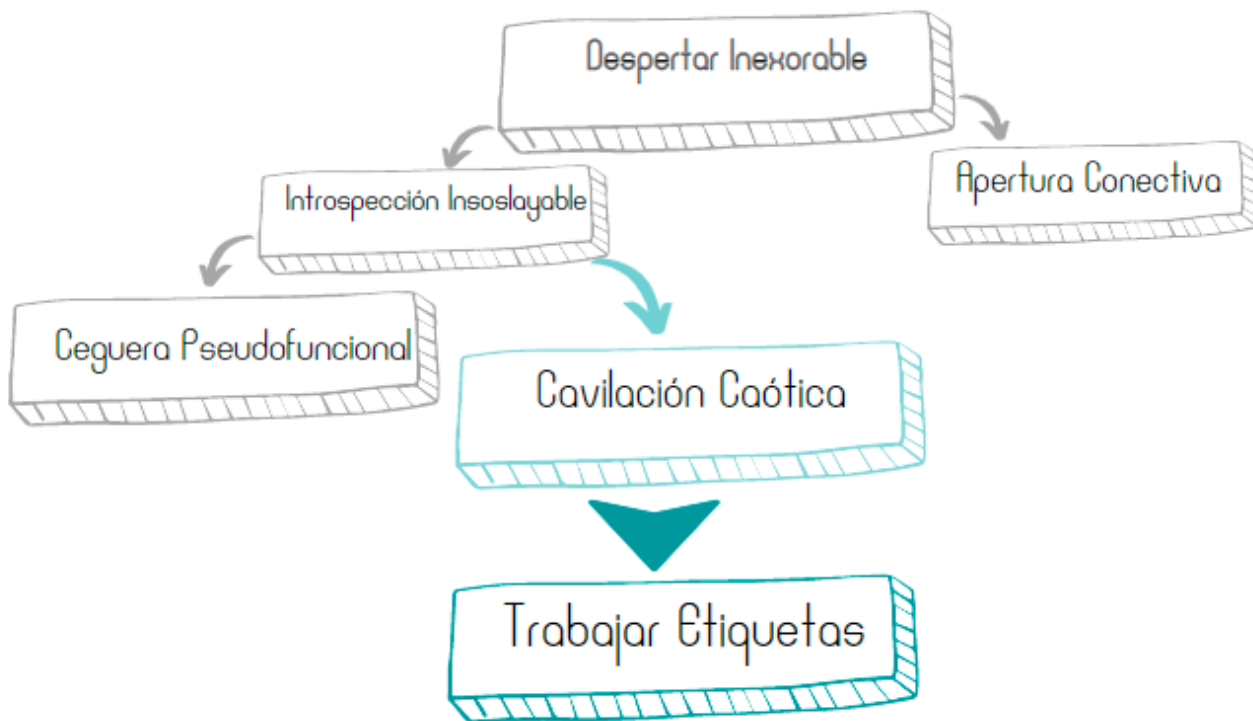 Despertar Inexorable
Introspección Insoslayable
Apertura Conectiva
Ceguera Pseudofuncional
Cavilación Caótica
Trabajar Etiquetas